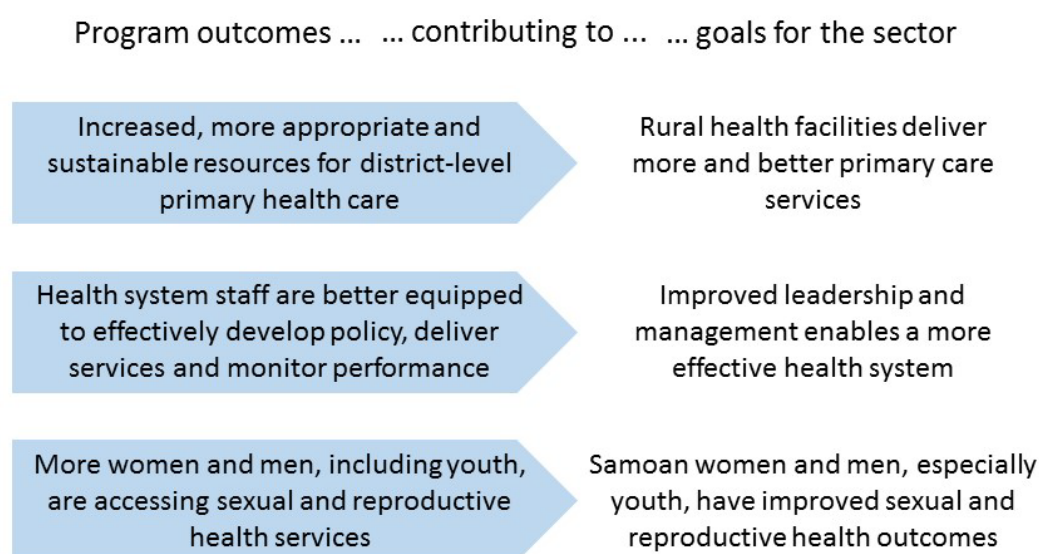 Program outcomes ... ... contributing to ... ... goals for the sector
Increased, more appropriate and
sustainable resources for district-level
primary health care
Rural health facilities deliver
more and better primary care
services
Health system staff are better equipped
to effectively develop policy, deliver
services and monitor performance
Improved leadership and
management enables a more
effective health system
More women and men, including youth,
are accessing sexual and reproductive
health services
Samoan women and men, especially
youth, have improved sexual and
reproductive health outcomes